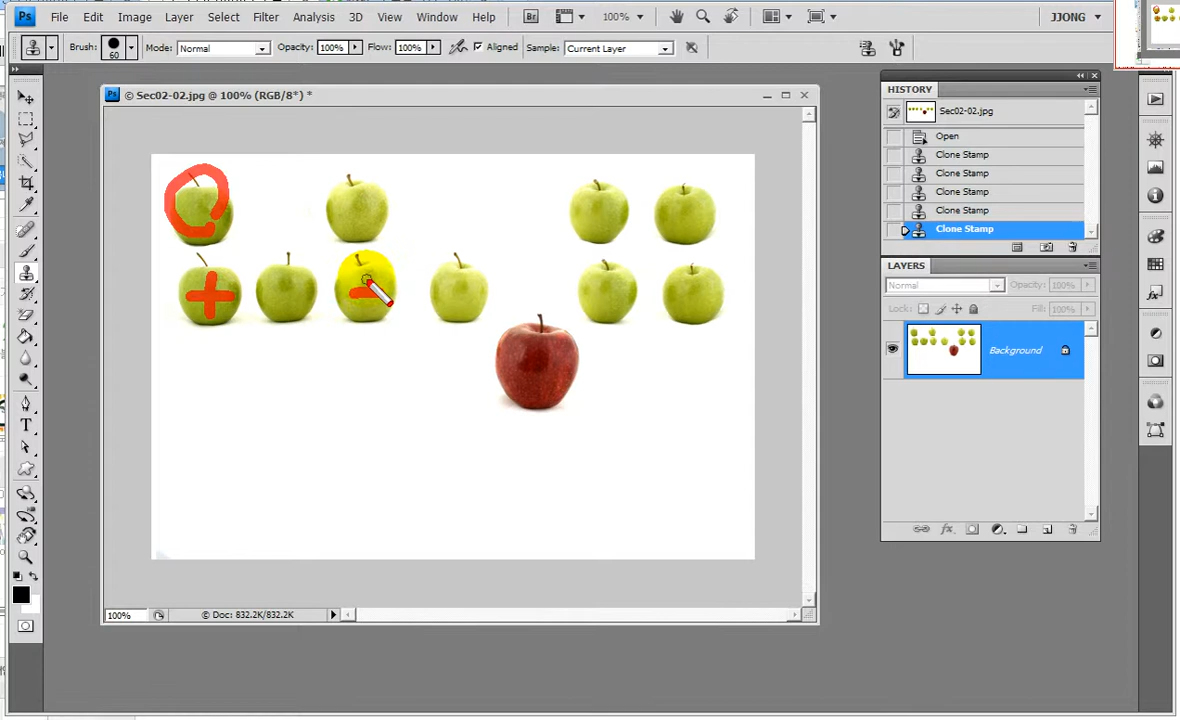 Ps File Edit Image Layer Select Filter Analysis 3D View Window Help Br 100% JJONG
Brush: 60 Mode: Normal Opacity: 100% Flow: 100% Aligned Sample: Current Layer
Ps © Sec02-02.jpg @ 100% (RGB/8*) *
HISTORY
Sec02-02.jpg
Open
Clone Stamp
Clone Stamp
Clone Stamp
Clone Stamp
Clone Stamp
LAYERS
Normal Opacity: 100%
Lock: Fill: 100%
Background
fx
T
100% © Doc: 832.2K/832.2K